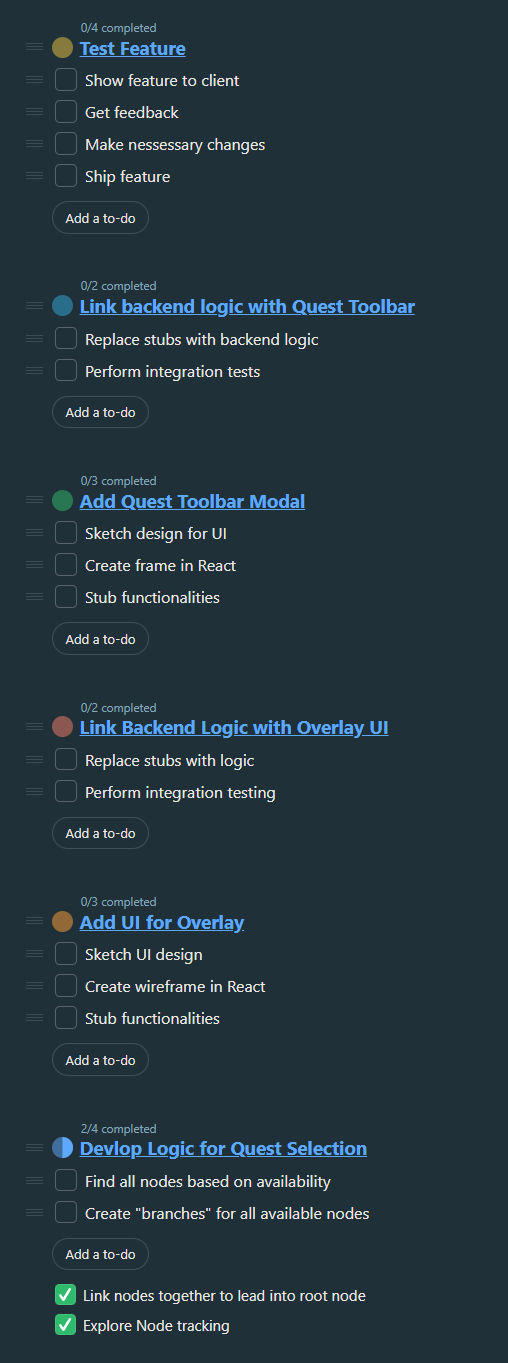 0/4 completed
Test Feature
Show feature to client
Get feedback
Make nessessary changes
Ship feature
Add a to-do
0/2 completed
Link backend logic with Quest Toolbar
Replace stubs with backend logic
Perform integration tests
Add a to-do
0/3 completed
Add Quest Toolbar Modal
Sketch design for UI
Create frame in React
Stub functionalities
Add a to-do
0/2 completed
Link Backend Logic with Overlay UI
Replace stubs with logic
Perform integration testing
Add a to-do
0/3 completed
Add UI for Overlay
Sketch UI design
Create wireframe in React
Stub functionalities
Add a to-do
2/4 completed
Devlop Logic for Quest Selection
Find all nodes based on availability
Create "branches" for all available nodes
Add a to-do
Link nodes together to lead into root node
Explore Node tracking